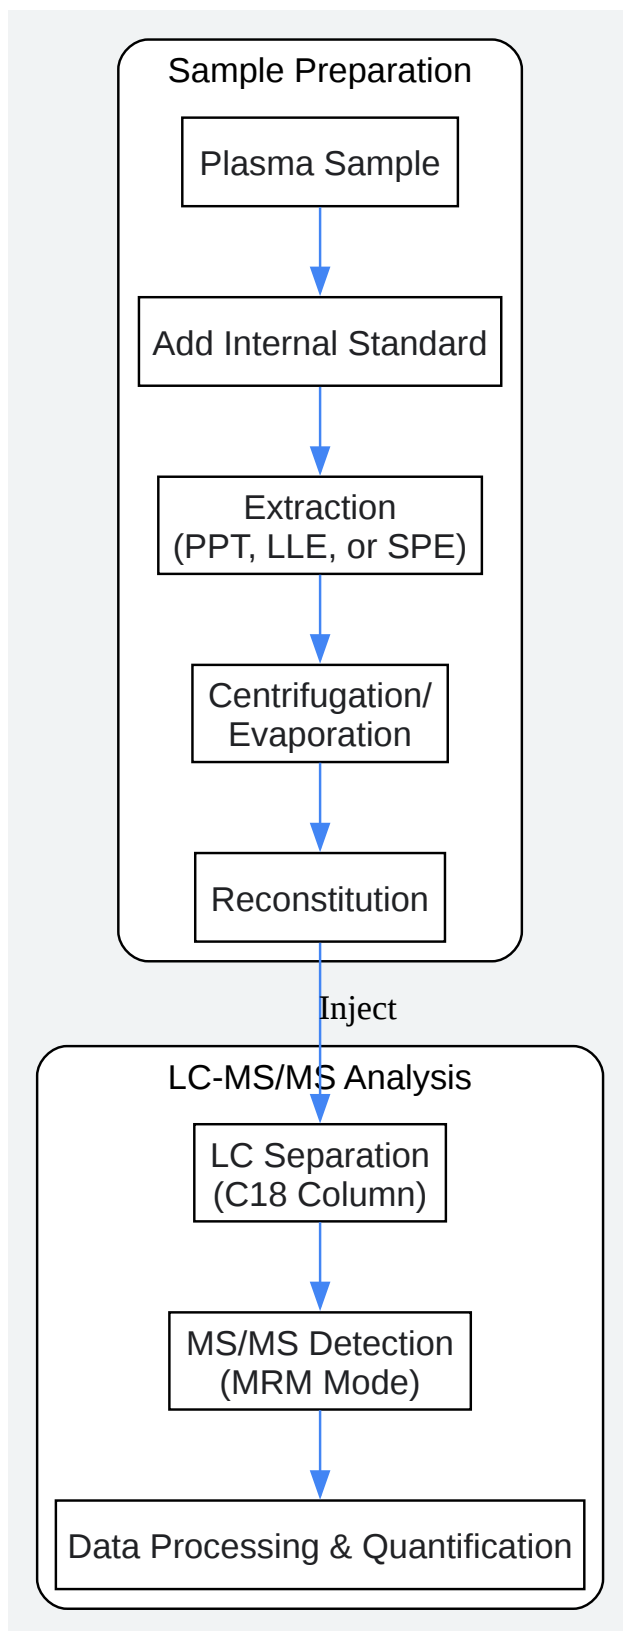 Sample Preparation
Plasma Sample
Add Internal Standard
Extraction
(PPT, LLE, or SPE)
Centrifugation/
Evaporation
Reconstitution
Inject
LC-MS/MS Analysis
LC Separation
(C18 Column)
MS/MS Detection
(MRM Mode)
Data Processing & Quantification